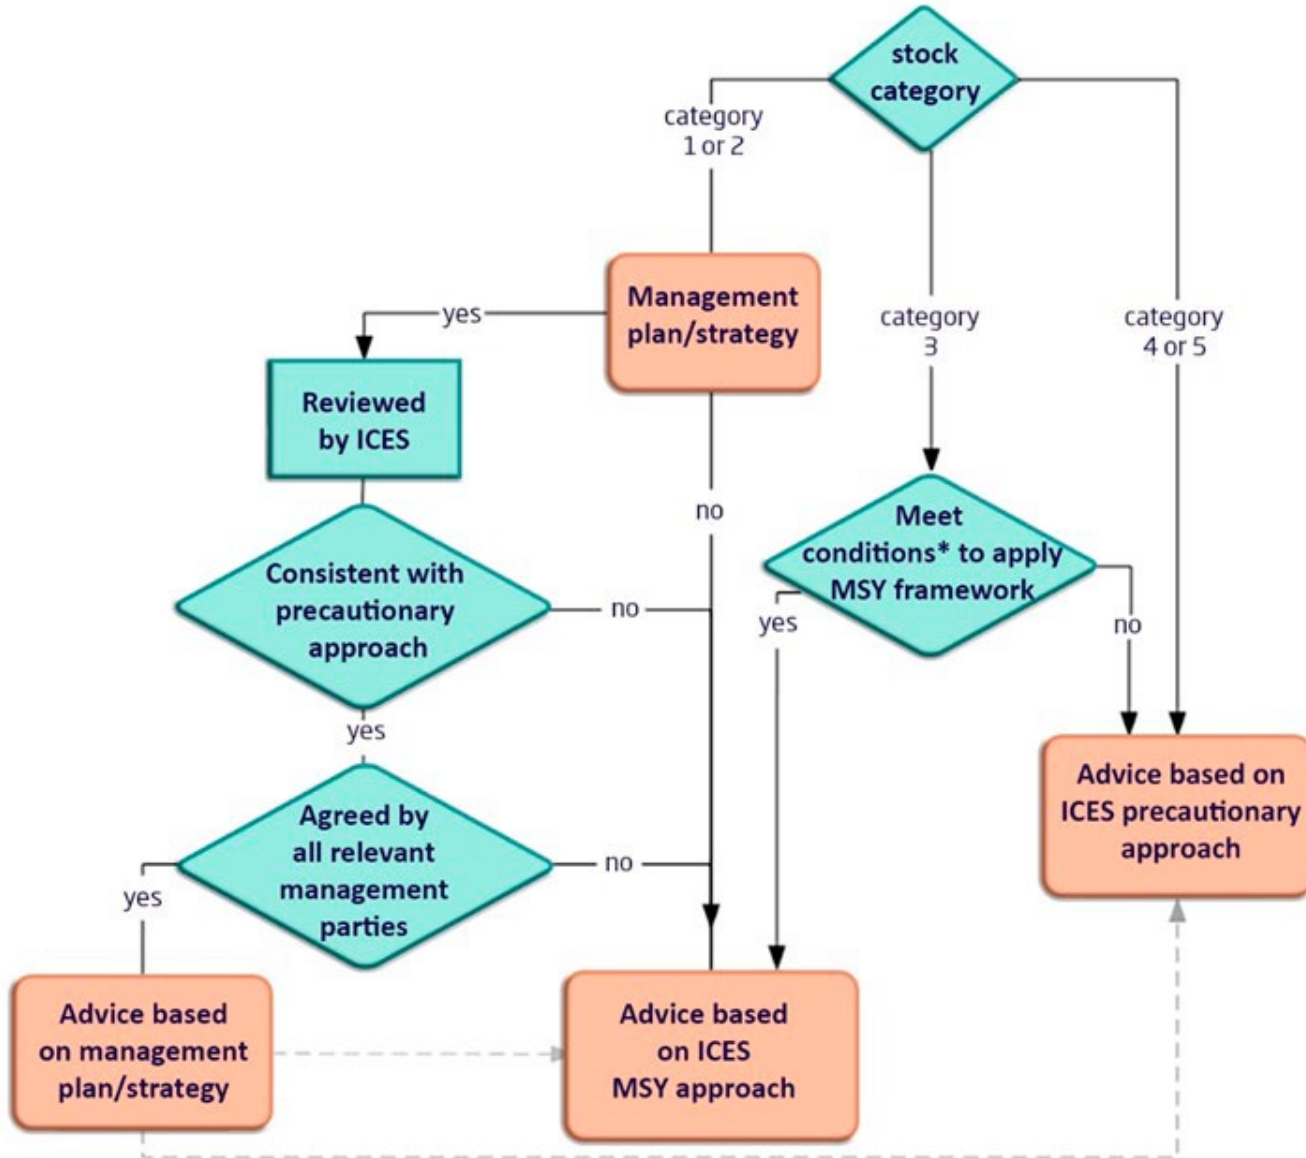 stock
category
category
1 or 2
Management
plan/strategy
yes
category
3
category
4 or 5
Reviewed
by ICES
no
Meet
conditions* to apply
MSY framework
Consistent with
precautionary
approach
no
yes
no
yes
Advice based on
ICES precautionary
approach
Agreed by
all relevant
management
parties
no
yes
Advice based
on management
plan/strategy
Advice based
on ICES
MSY approach